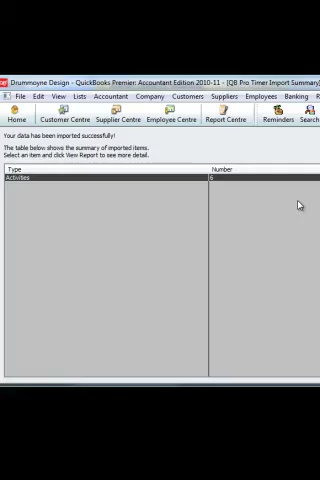 Drummoyne Design - QuickBooks Premier: Accountant Edition 2010-11 - [QB Pro Timer Import Summary]
File Edit View Lists Accountant Company Customers Suppliers Employees Banking R
Home Customer Centre Supplier Centre Employee Centre Report Centre Reminders Search
Your data has been imported successfully!
The table below shows the summary of imported items.
Select an item and click View Report to see more detail.
Type Number
Activities 6